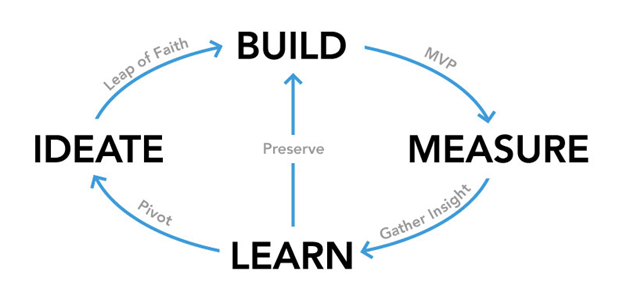 BUILD
Leap of Faith
MVP
IDEATE
Preserve
MEASURE
Pivot
Gather Insight
LEARN